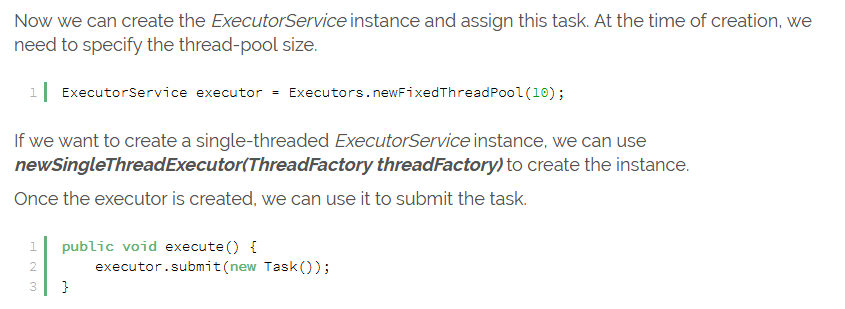 Now we can create the ExecutorService instance and assign this task. At the time of creation, we
need to specify the thread-pool size.
1 ExecutorService executor = Executors.newFixedThreadPool(10);
If we want to create a single-threaded ExecutorService instance, we can use
newSingleThreadExecutor(ThreadFactory threadFactory) to create the instance.
Once the executor is created, we can use it to submit the task.
1 public void execute() {
2     executor.submit(new Task());
3 }